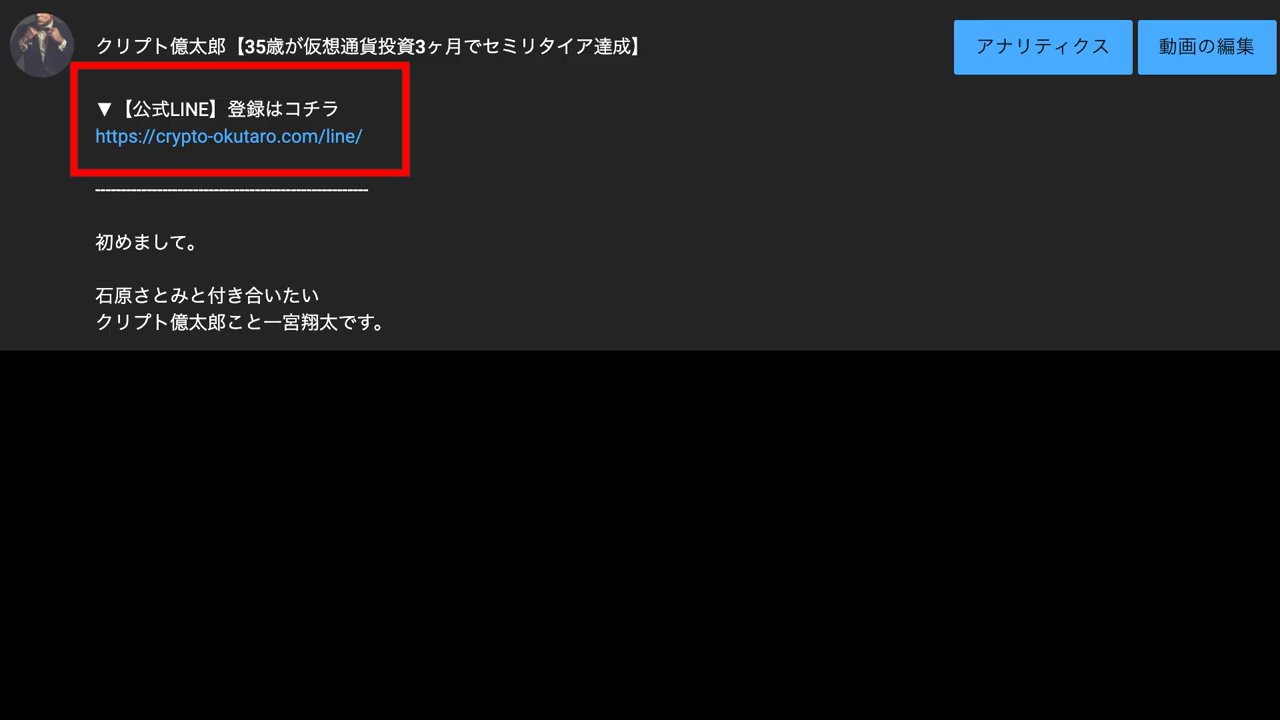 クリプト億太郎【35歳が仮想通貨投資3ヶ月でセミリタイア達成】
アナリティクス
動画の編集
▼【公式LINE】登録はコチラ
https://crypto-okutaro.com/line/
--------------------------------------------------
初めまして。
石原さとみと付き合いたい
クリプト億太郎こと一宮翔太です。